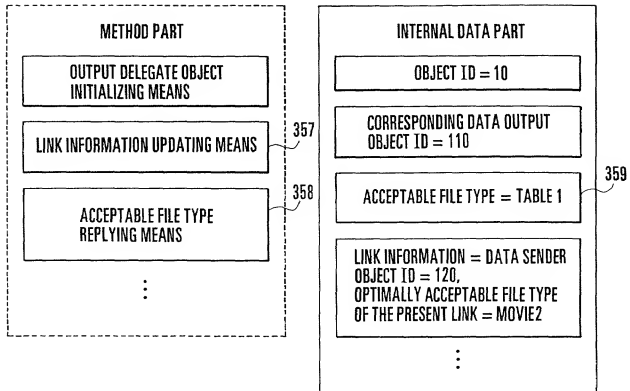 METHOD PART
OUTPUT DELEGATE OBJECT
INITIALIZING MEANS
LINK INFORMATION UPDATING MEANS
357
ACCEPTABLE FILE TYPE
REPLYING MEANS
358
INTERNAL DATA PART
OBJECT ID = 10
CORRESPONDING DATA OUTPUT
OBJECT ID = 110
ACCEPTABLE FILE TYPE = TABLE 1
359
LINK INFORMATION = DATA SENDER
OBJECT ID = 120,
OPTIMALLY ACCEPTABLE FILE TYPE
OF THE PRESENT LINK = MOVIE2